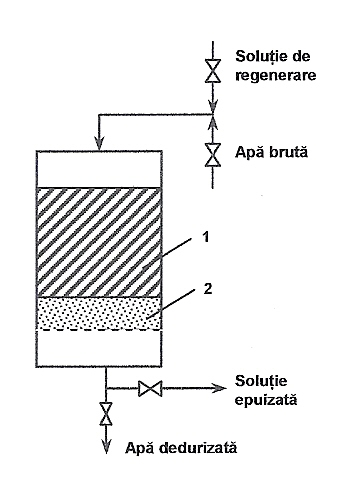 Soluție de
regenerare
Apă brută
1
2
Soluție
epuizată
Apă dedurizată